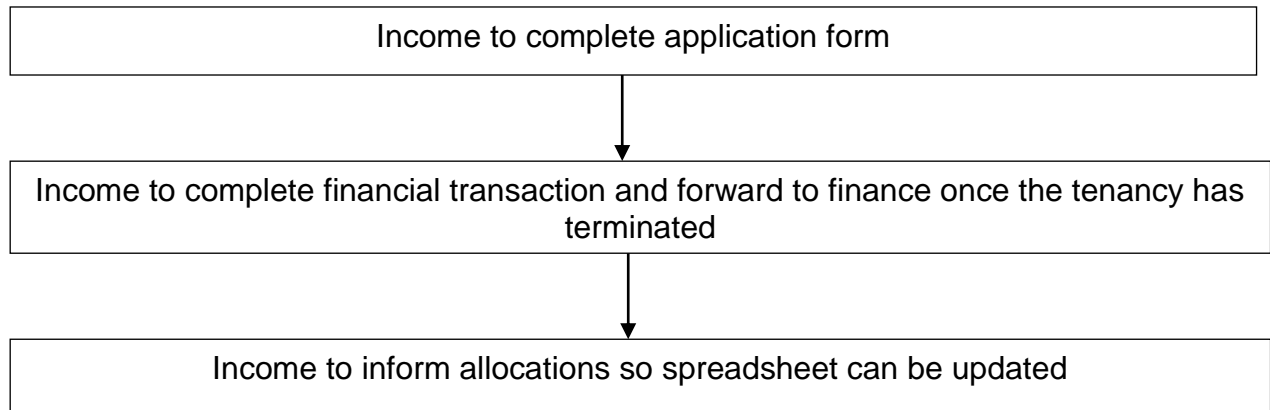 Income to complete application form
Income to complete financial transaction and forward to finance once the tenancy has
terminated
Income to inform allocations so spreadsheet can be updated